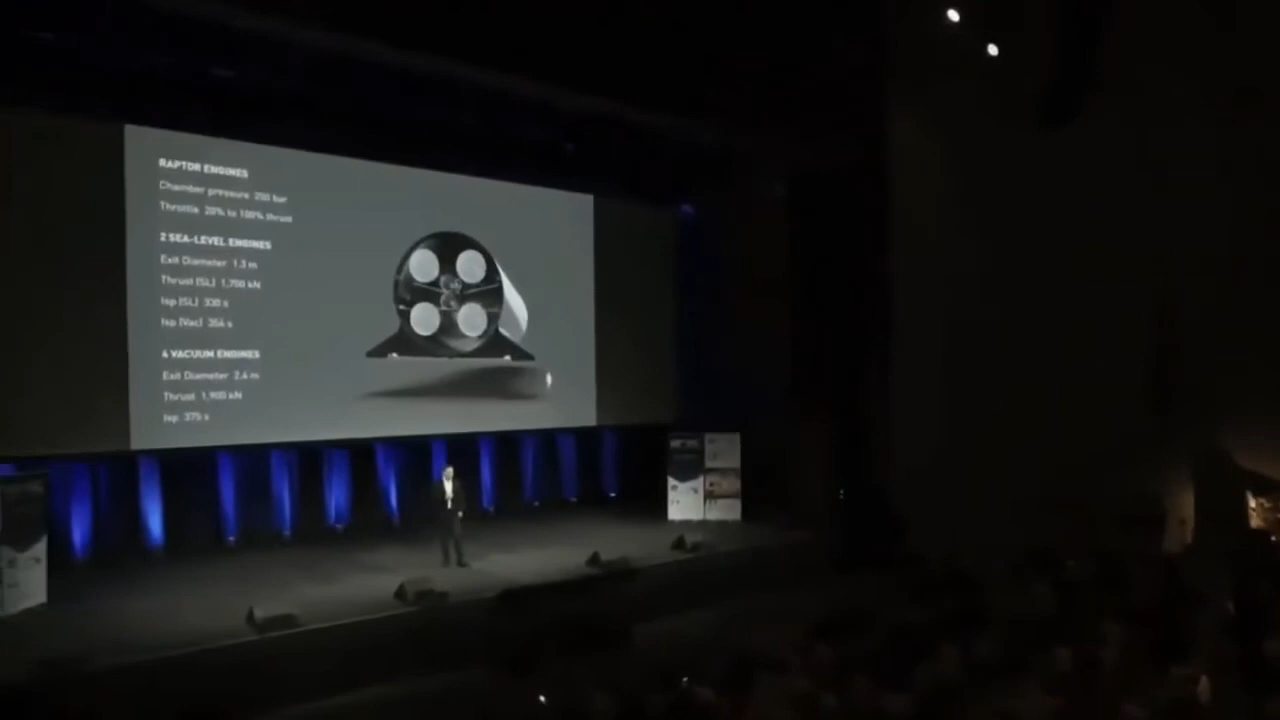 RAPTOR ENGINES
Chamber pressure 250 bar
Throttle 20% to 100% thrust
2 SEA-LEVEL ENGINES
Exit Diameter 1.3 m
Thrust (SL) 1,700 kN
Isp (SL) 330 s
Isp (Vac) 356 s
4 VACUUM ENGINES
Exit Diameter 2.4 m
Thrust 1,900 kN
Isp 375 s